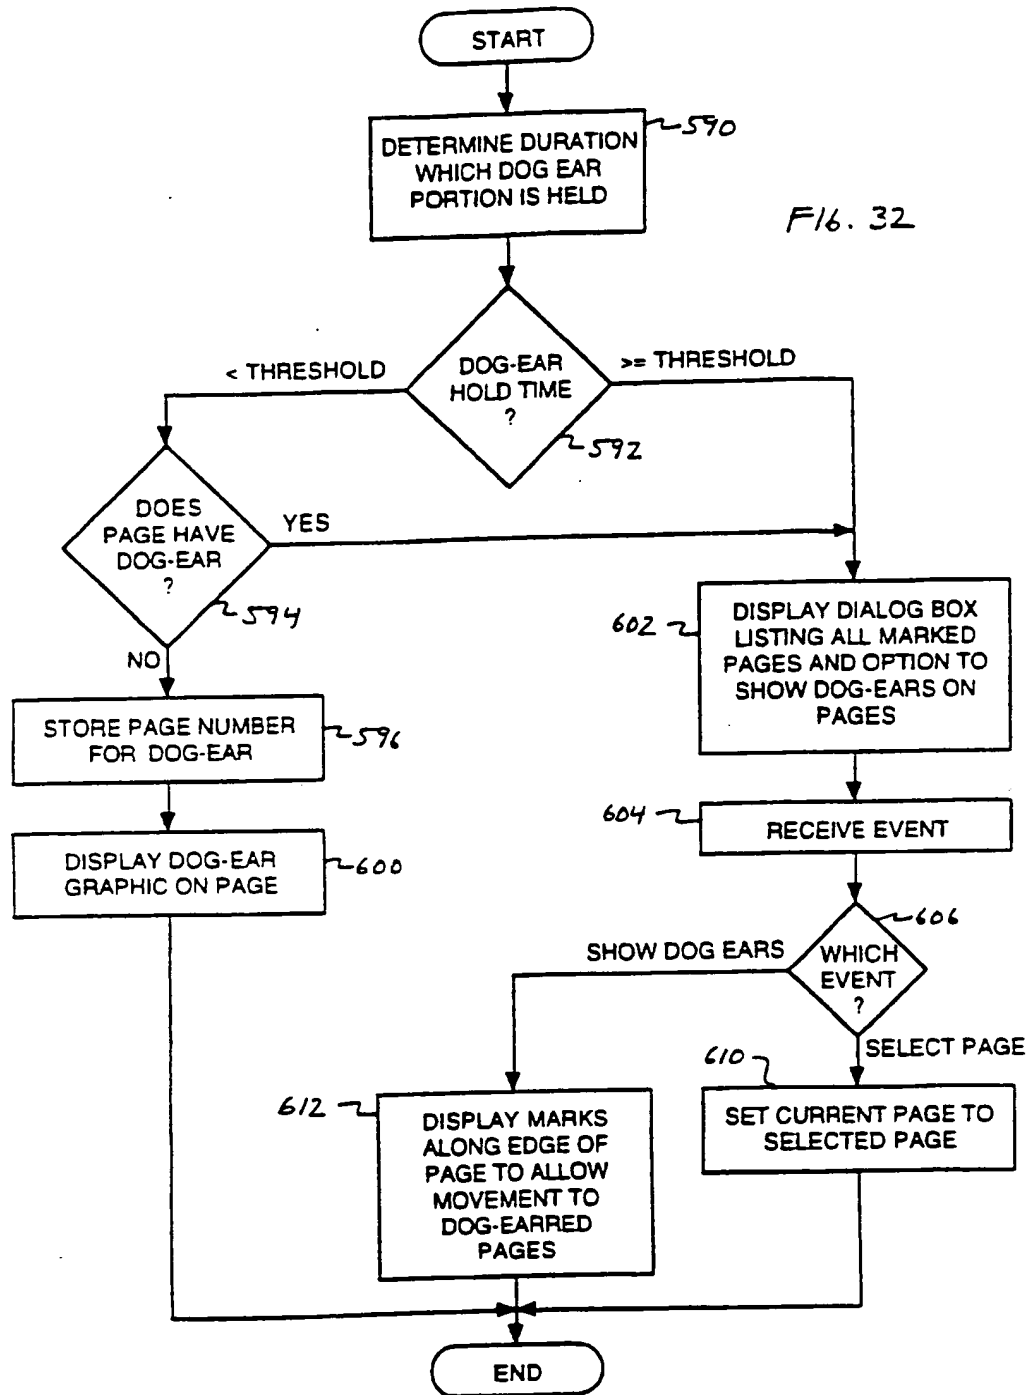 START
DETERMINE DURATION
WHICH DOG EAR
PORTION IS HELD
590
FIG. 32
< THRESHOLD
DOG-EAR
HOLD TIME
?
>= THRESHOLD
592
DOES
PAGE HAVE
DOG-EAR
?
YES
594
NO
602
DISPLAY DIALOG BOX
LISTING ALL MARKED
PAGES AND OPTION TO
SHOW DOG-EARS ON
PAGES
STORE PAGE NUMBER
FOR DOG-EAR
596
604
RECEIVE EVENT
DISPLAY DOG-EAR
GRAPHIC ON PAGE
600
606
SHOW DOG EARS
WHICH
EVENT
?
SELECT PAGE
610
612
DISPLAY MARKS
ALONG EDGE OF
PAGE TO ALLOW
MOVEMENT TO
DOG-EARRED
PAGES
SET CURRENT PAGE TO
SELECTED PAGE
END